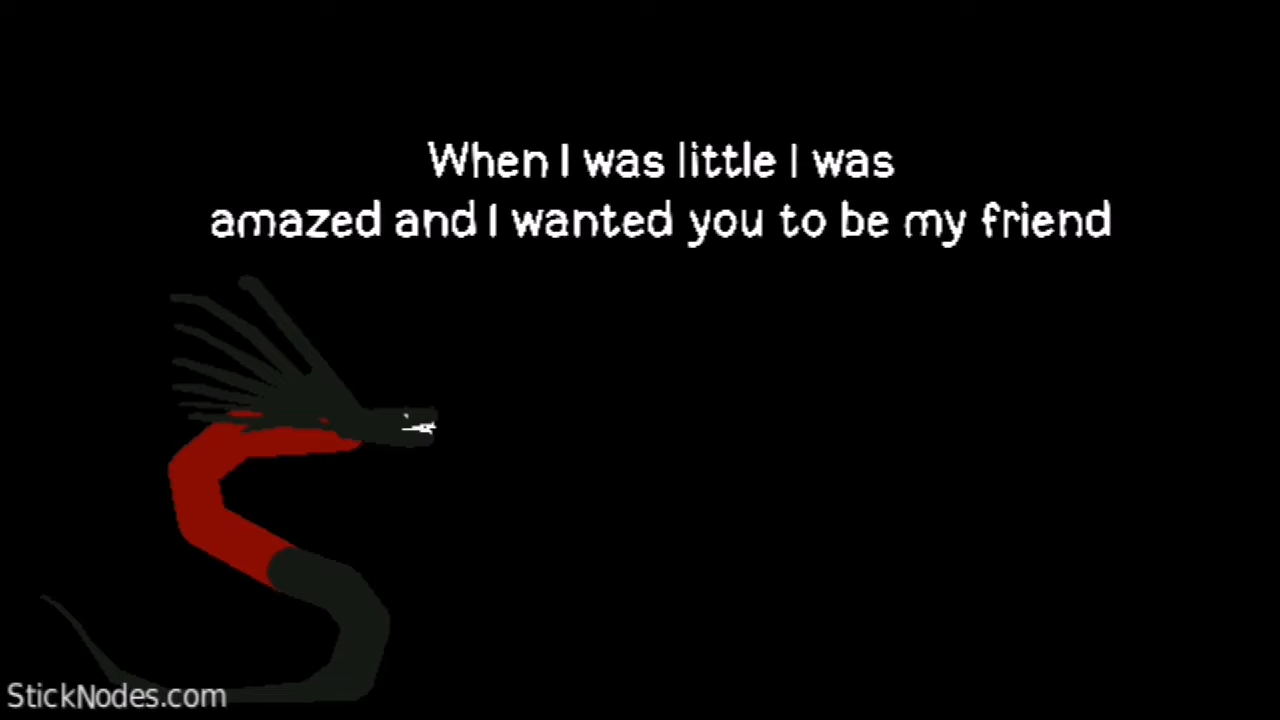 When I was little I was
amazed and I wanted you to be my friend
StickNodes.com